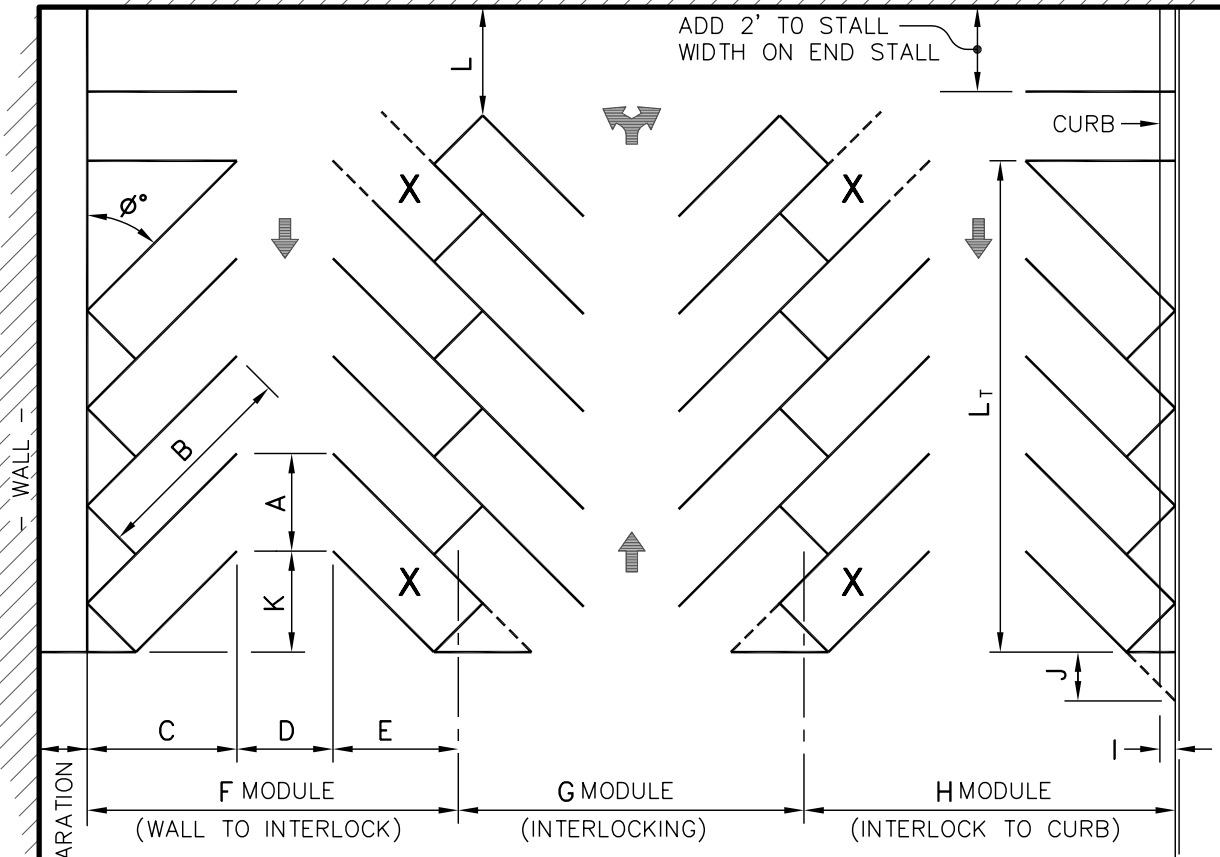 ADD 2' TO STALL
WIDTH ON END STALL
L
CURB
X
X
ø°
B
A
K
X
X
LT
J
I
- WALL -
C
D
E
F MODULE
(WALL TO INTERLOCK)
G MODULE
(INTERLOCKING)
H MODULE
(INTERLOCK TO CURB)
ARATION